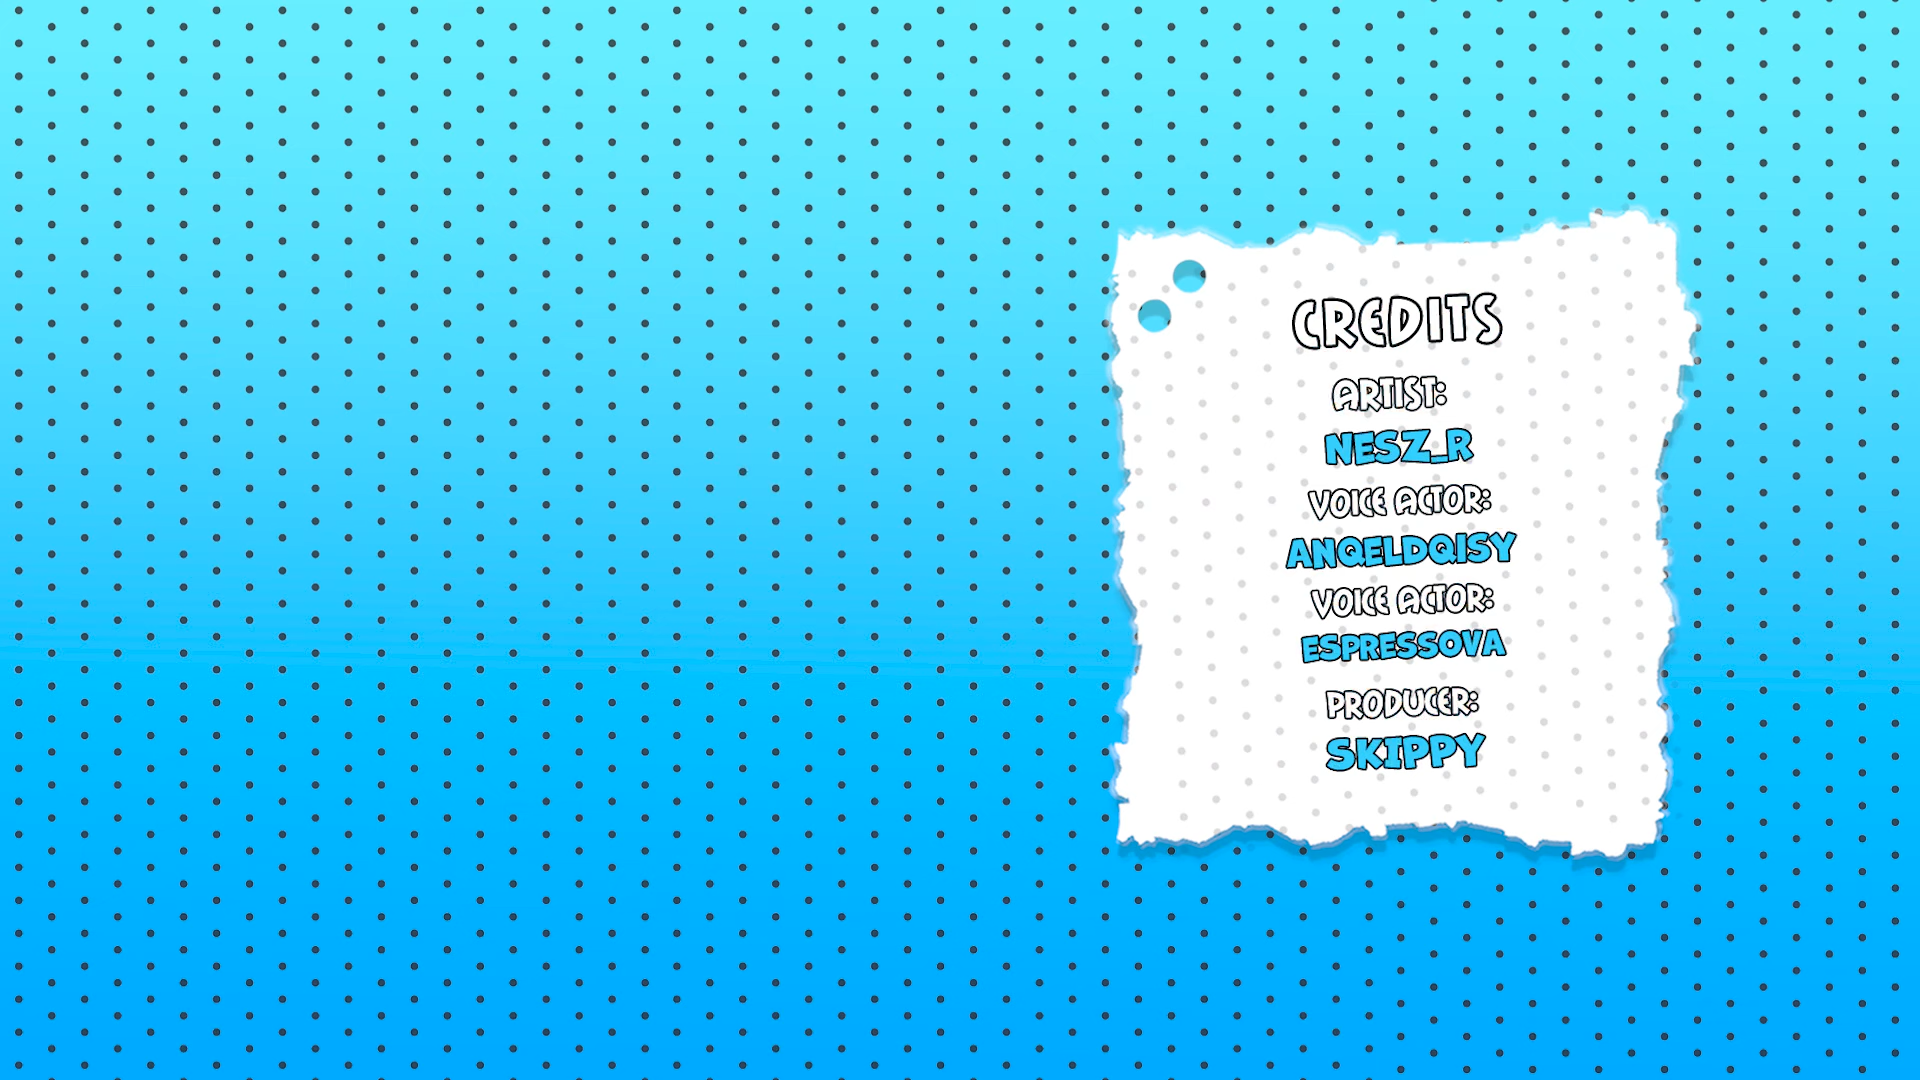 CREDITS
ARTIST:
NESZ_R
VOICE ACTOR:
ANQELDQISY
VOICE ACTOR:
ESPRESSOVA
PRODUCER:
SKIPPY